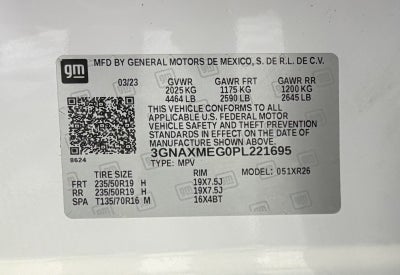 MFD BY GENERAL MOTORS DE MEXICO, S. DE R.L. DE C.V.
gm
03/23 GVWR GAWR FRT GAWR RR
2025 KG 1175 KG 1200 KG
4464 LB 2590 LB 2645 LB
THIS VEHICLE CONFORMS TO ALL
APPLICABLE U.S. FEDERAL MOTOR
VEHICLE SAFETY AND THEFT PREVENTION
STANDARDS IN EFFECT ON THE DATE OF
MANUFACTURE SHOWN ABOVE.
3GNAXMEG0PL221695
8624
TYPE: MPV
TIRE SIZE RIM MODEL: 051XR26
FRT 235/50R19 H 19X7.5J
RR 235/50R19 H 19X7.5J
SPA T135/70R16 M 16X4BT